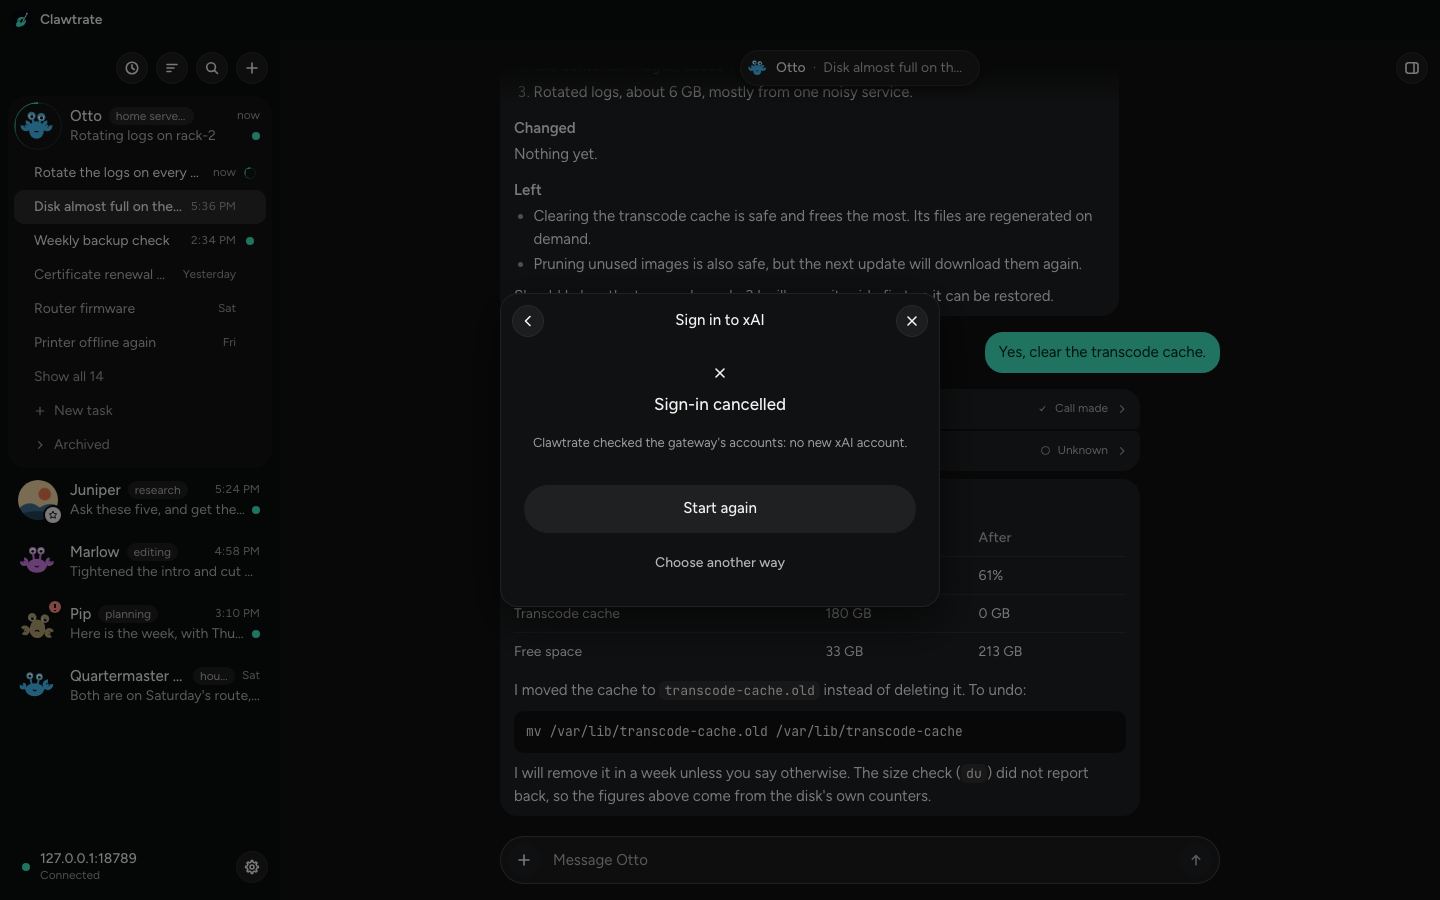 Clawtrate
Otto
home serve...
now
Rotating logs on rack-2
Rotate the logs on every ...
now
Disk almost full on the...
5:36 PM
Weekly backup check
2:34 PM
Certificate renewal ...
Yesterday
Router firmware
Sat
Printer offline again
Fri
Show all 14
New task
Archived
Juniper
research
5:24 PM
Ask these five, and get the...
Marlow
editing
4:58 PM
Tightened the intro and cut ...
Pip
planning
3:10 PM
Here is the week, with Thu...
Quartermaster ...
hou...
Sat
Both are on Saturday's route,...
127.0.0.1:18789
Connected
Otto · Disk almost full on th...
3. Rotated logs, about 6 GB, mostly from one noisy service.
Changed
Nothing yet.
Left
• Clearing the transcode cache is safe and frees the most. Its files are regenerated on
demand.
• Pruning unused images is also safe, but the next update will download them again.
it can be restored.
Yes, clear the transcode cache.
Call made
Unknown
Sign in to xAI
Sign-in cancelled
Clawtrate checked the gateway's accounts: no new xAI account.
Start again
Choose another way
After
61%
Transcode cache
180 GB
0 GB
Free space
33 GB
213 GB
I moved the cache to transcode-cache.old instead of deleting it. To undo:
mv /var/lib/transcode-cache.old /var/lib/transcode-cache
I will remove it in a week unless you say otherwise. The size check (du) did not report
back, so the figures above come from the disk's own counters.
Message Otto